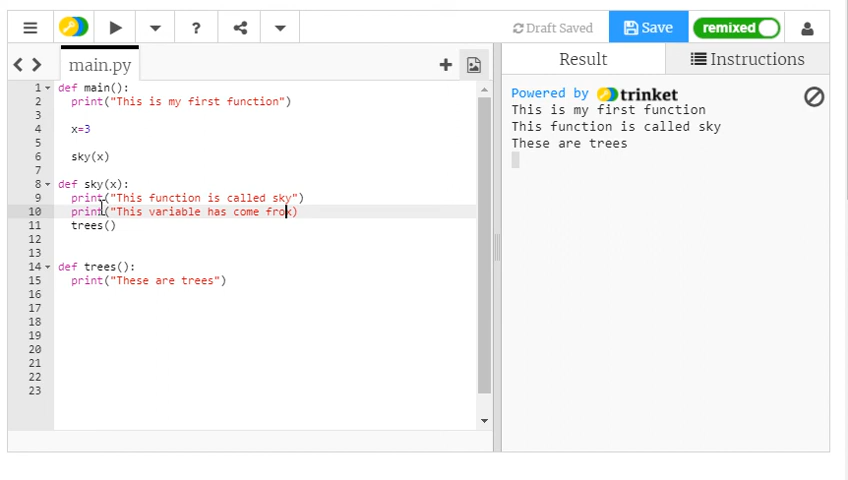 ? Draft Saved Save remixed
main.py + Result Instructions
1 def main():
2 print("This is my first function")
3
4 x=3
5
6 sky(x)
7
8 def sky(x):
9 print("This function is called sky")
10 print("This variable has come frox)
11 trees()
12
13
14 def trees():
15 print("These are trees")
16
17
18
19
20
21
22
23
Powered by trinket
This is my first function
This function is called sky
These are trees